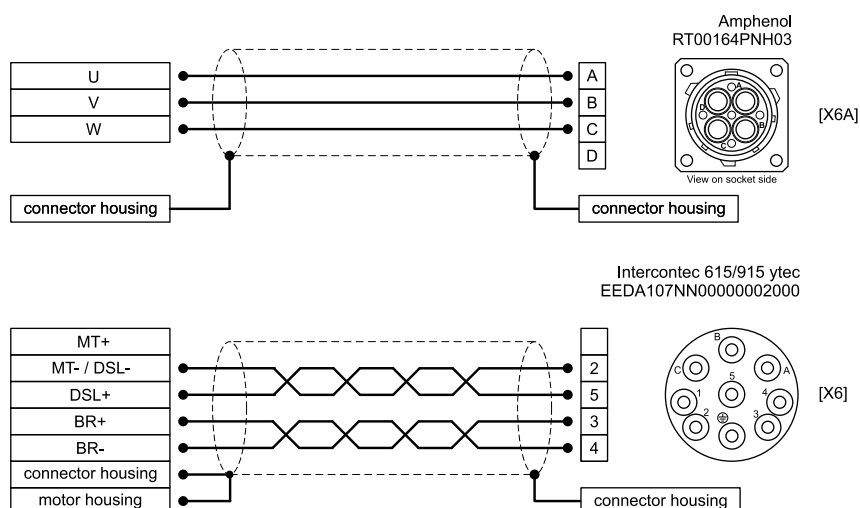 Amphenol
RT00164PNH03
U
V
W
A
B
C
D
A
D
B
C
[X6A]
View on socket side
connector housing
connector housing
Intercontec 615/915 ytec
EEDA107NN00000002000
MT+
MT- / DSL-
DSL+
BR+
BR-
connector housing
motor housing
2
5
3
4
connector housing
B
C
A
5
1
4
2
3
[X6]